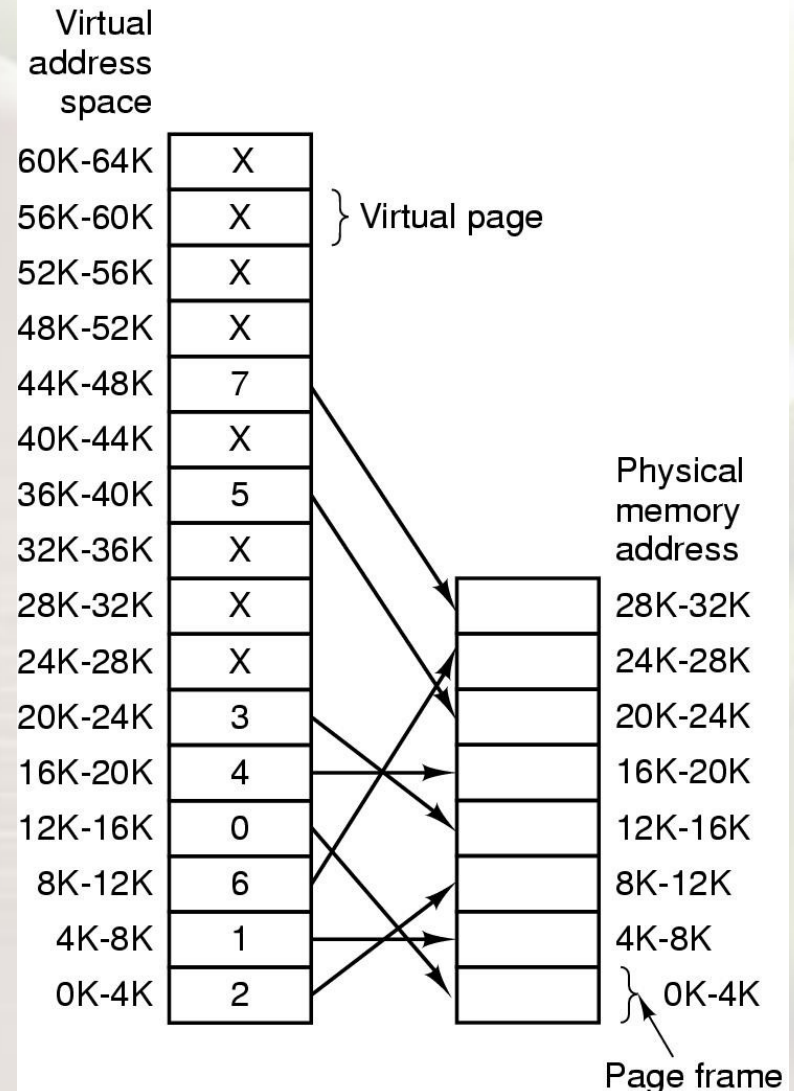 Virtual
address
space
60K-64K X
56K-60K X Virtual page
52K-56K X
48K-52K X
44K-48K 7
40K-44K X
36K-40K 5
32K-36K X
28K-32K X
24K-28K X
20K-24K 3
16K-20K 4
12K-16K 0
8K-12K 6
4K-8K 1
0K-4K 2
Physical
memory
address
28K-32K
24K-28K
20K-24K
16K-20K
12K-16K
8K-12K
4K-8K
0K-4K
Page frame